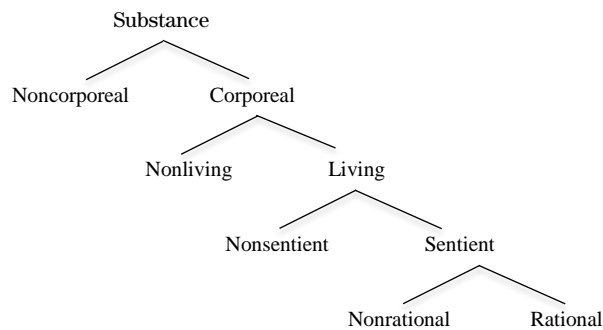 Substance
Noncorporeal Corporeal
Nonliving Living
Nonsentient Sentient
Nonrational Rational